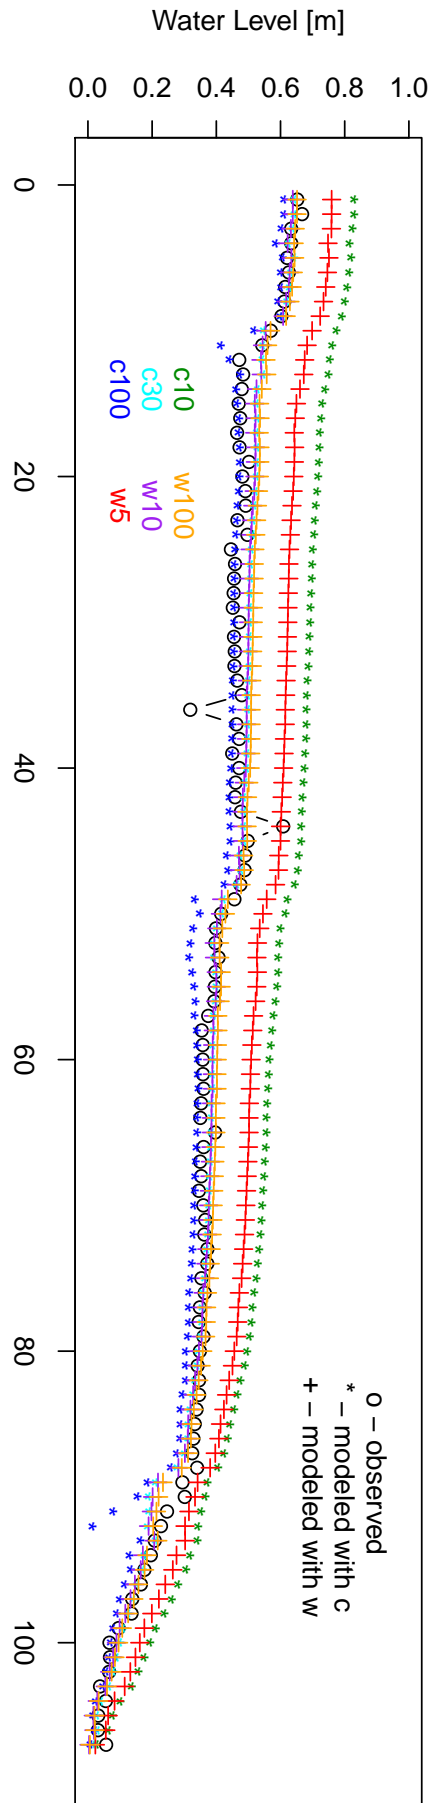 Water Level [m]
0.0 0.2 0.4 0.6 0.8 1.0
0
20
40
60
80
100
c10 w100
c30 w10
c100 w5
o – observed
* – modeled with c
+ – modeled with w